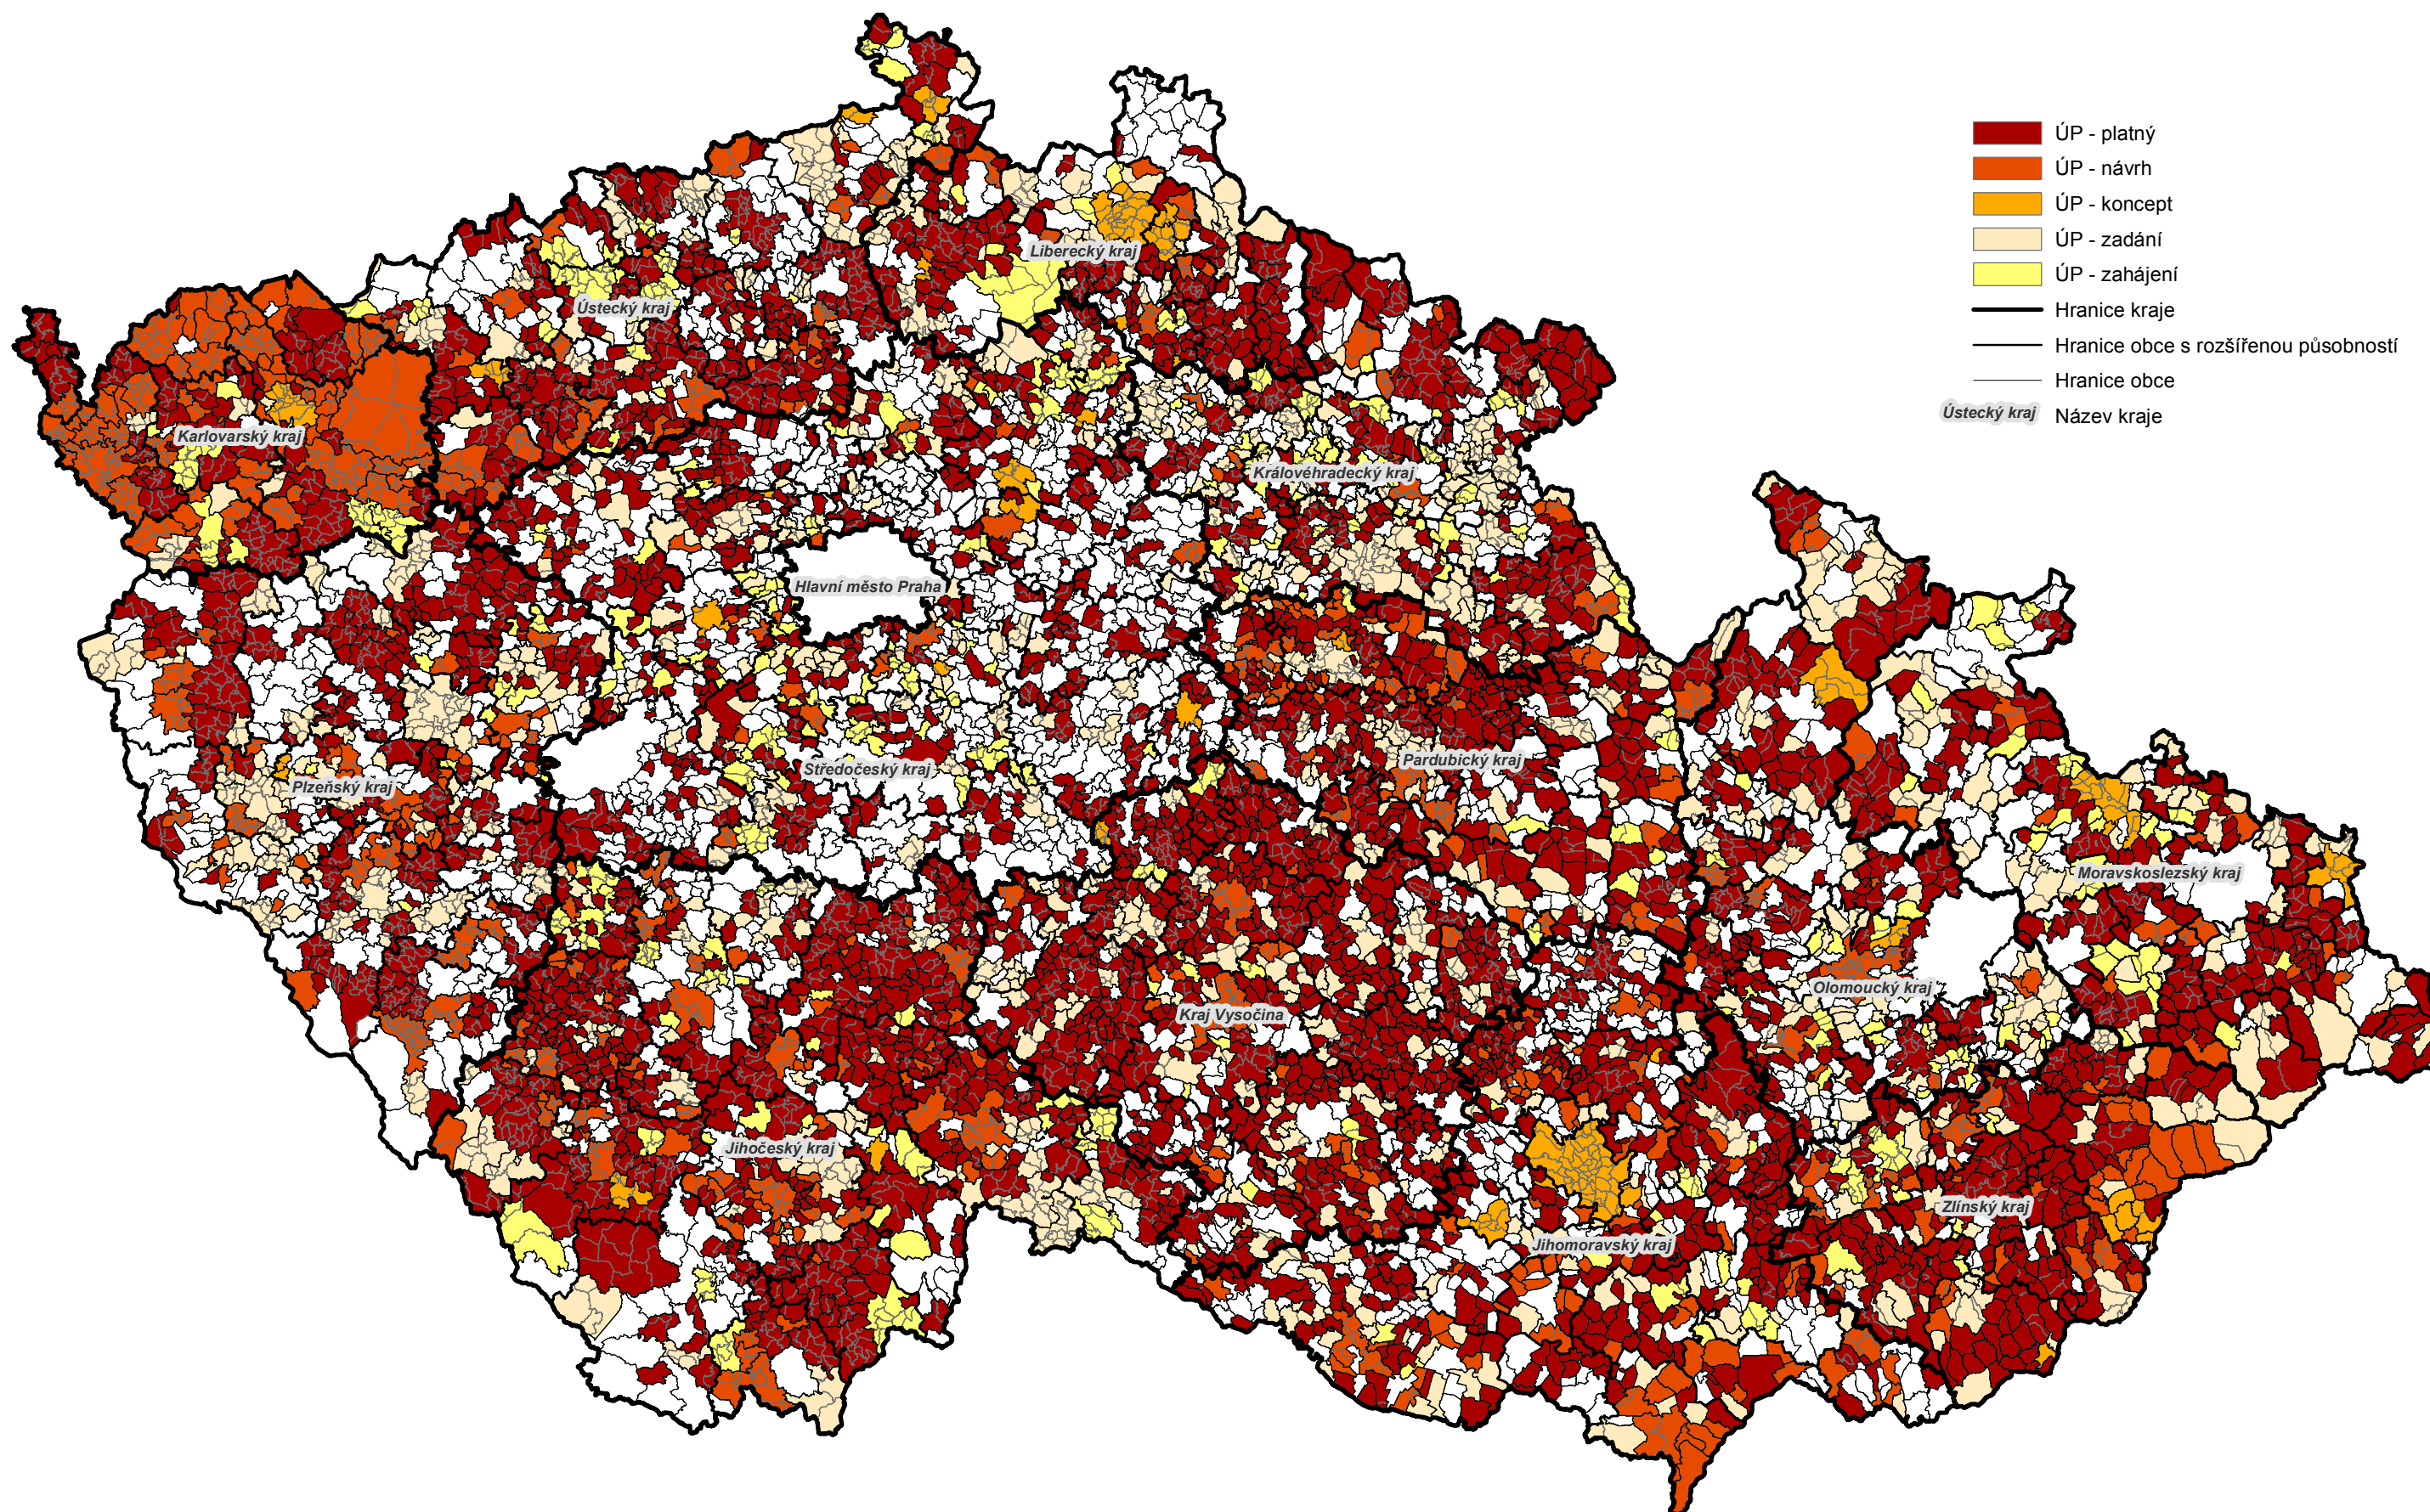 ÚP - platný
ÚP - návrh
ÚP - koncept
ÚP - zadání
ÚP - zahájení
Hranice kraje
Hranice obce s rozšířenou působností
Hranice obce
Ústecký kraj Název kraje
Liberecký kraj
Ústecký kraj
Karlovarský kraj
Královéhradecký kraj
Hlavní město Praha
Pardubický kraj
Středočeský kraj
Plzeňský kraj
Moravskoslezský kraj
Olomoucký kraj
Kraj Vysočina
Jihočeský kraj
Zlínský kraj
Jihomoravský kraj